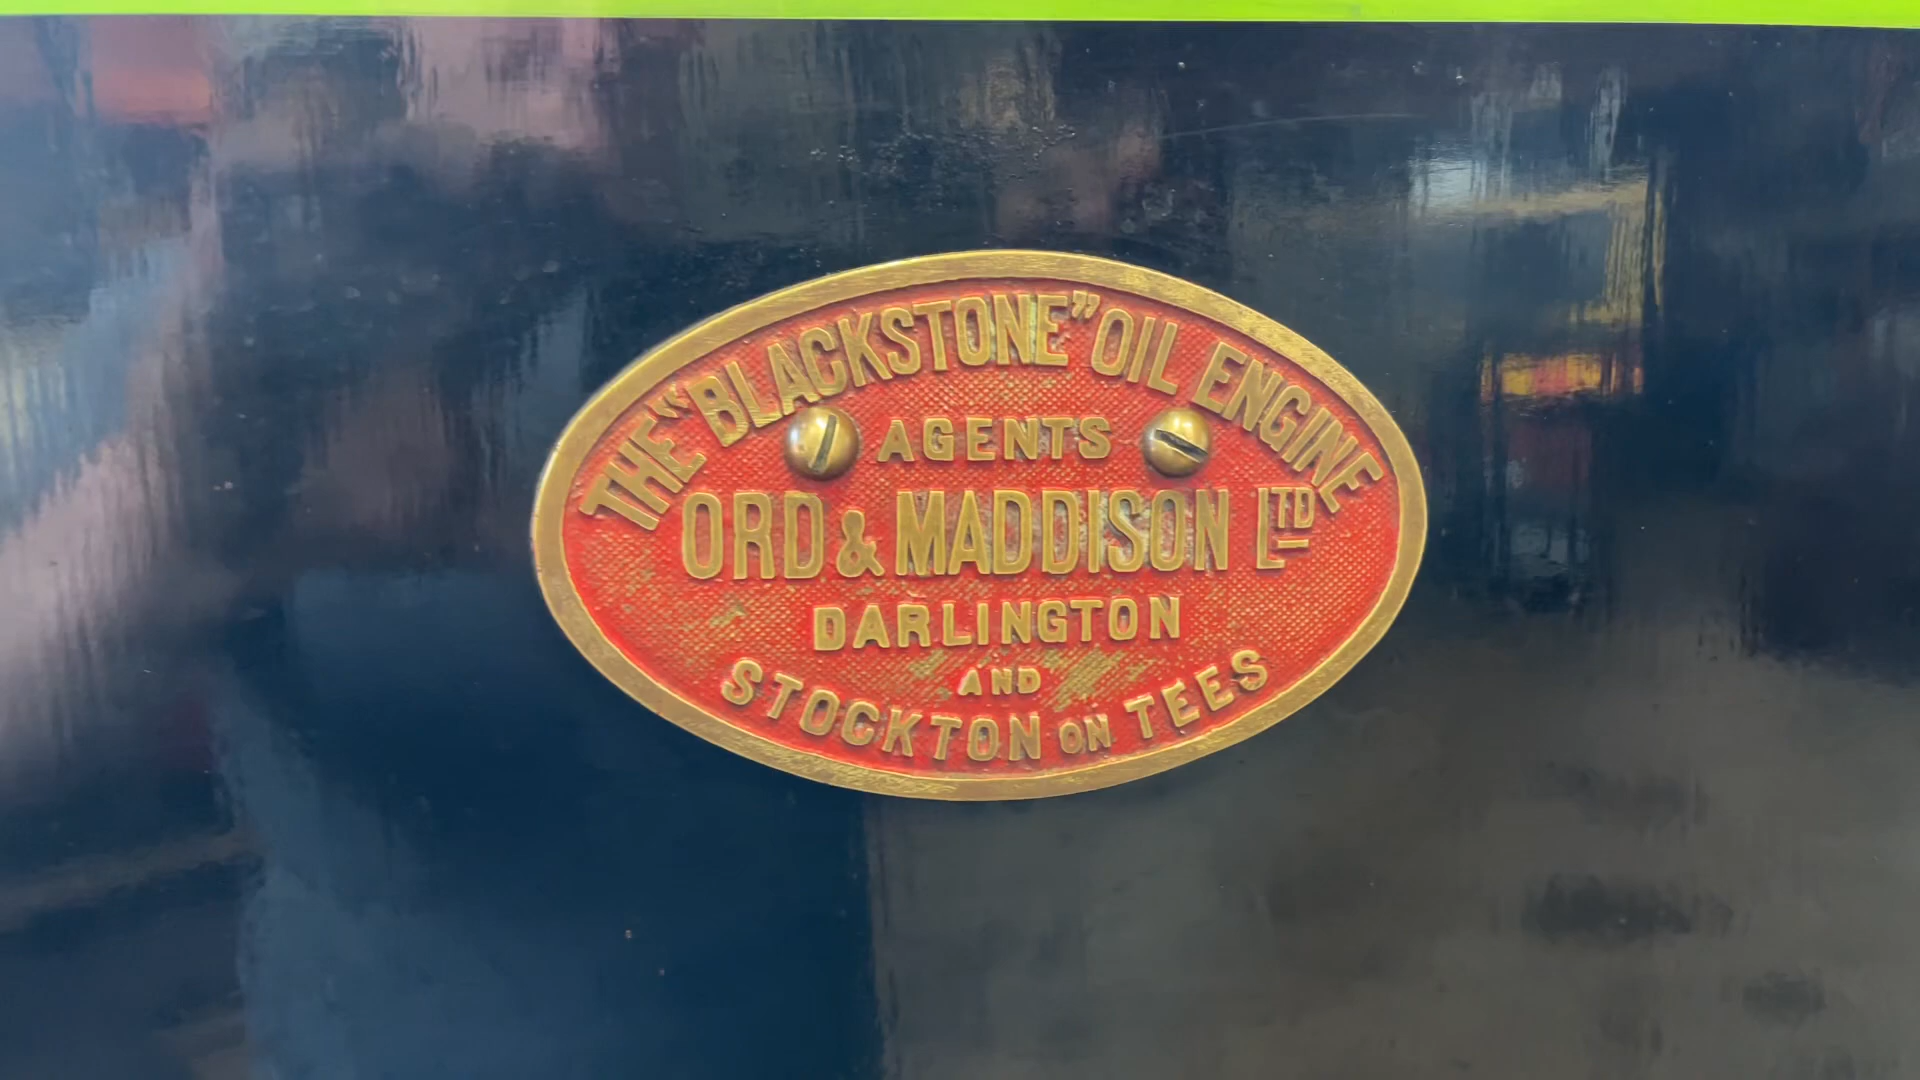 THE "BLACKSTONE" OIL ENGINE
AGENTS
ORD & MADDISON LTD
DARLINGTON
AND
STOCKTON ON TEES